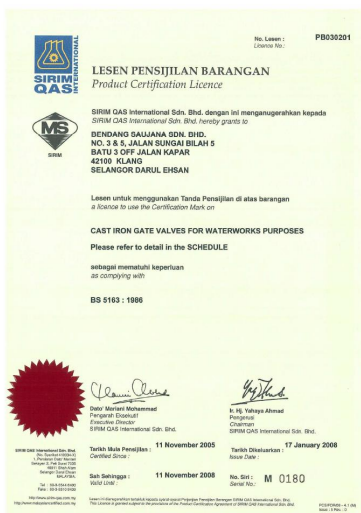 No. Lesen :
Licence No.:
PB030201
SIRIM
QAS
INTERNATIONAL
LESEN PENSIJILAN BARANGAN
Product Certification Licence
MS
SIRIM
SIRIM QAS International Sdn. Bhd. dengan ini menganugerahkan kepada
SIRIM QAS International Sdn. Bhd. hereby grants to
BENDANG SAUJANA SDN. BHD.
NO. 3 & 5, JALAN SUNGAI BILAH 5
BATU 3 OFF JALAN KAPAR
42100 KLANG
SELANGOR DARUL EHSAN
Lesen untuk menggunakan Tanda Pensijilan di atas barangan
a licence to use the Certification Mark on
CAST IRON GATE VALVES FOR WATERWORKS PURPOSES
Please refer to detail in the SCHEDULE
sebagai mematuhi keperluan
as complying with
BS 5163 : 1986
Dato' Mariani Mohammad
Pengarah Eksekutif
Executive Director
SIRIM QAS International Sdn. Bhd.
Ir. Hj. Yahaya Ahmad
Pengerusi
Chairman
SIRIM QAS International Sdn. Bhd.
Tarikh Mula Pensijilan :
Certified Since :
11 November 2005
Tarikh Dikeluarkan :
Issue Date :
17 January 2008
Sah Sehingga :
Valid Until :
11 November 2008
No. Siri :
Serial No.:
M 0180
SIRIM QAS International Sdn. Bhd.
MALAYSIA